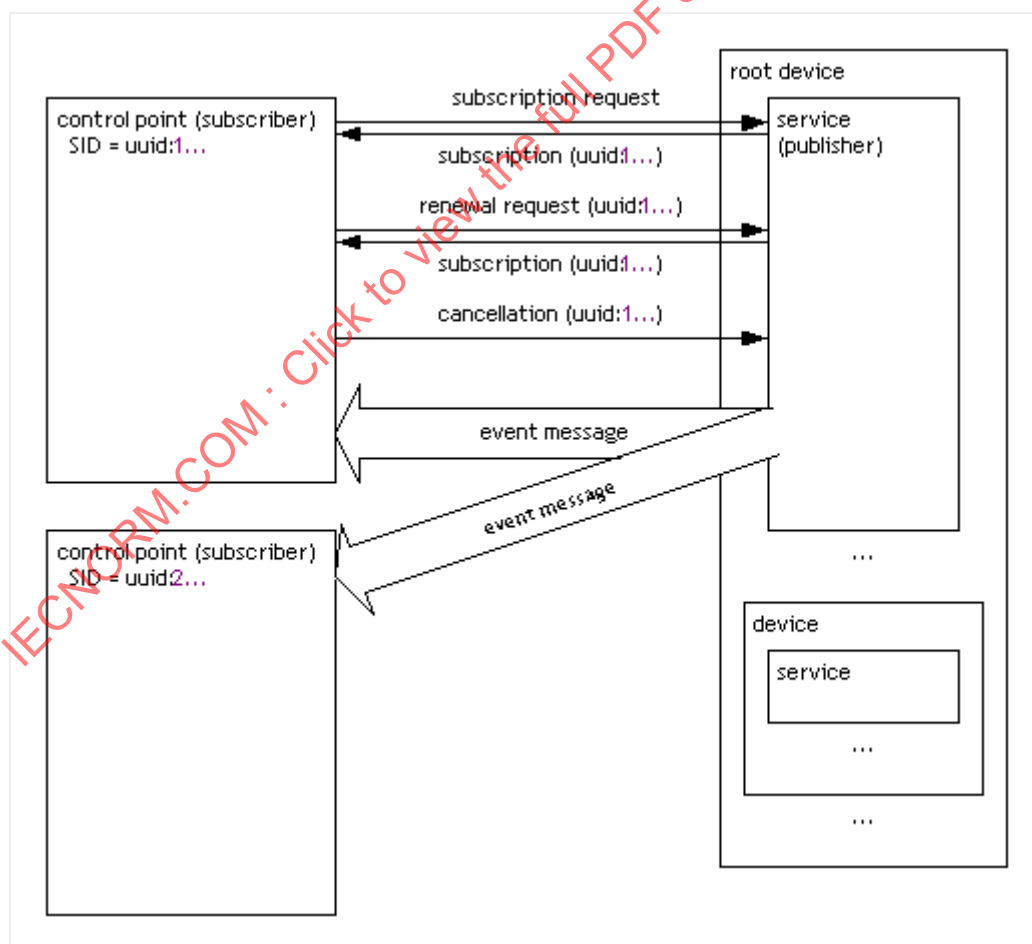 root device
control point (subscriber)
SID = uuid:1...
subscription request
service
(publisher)
subscription (uuid:1...)
renewal request (uuid:1...)
subscription (uuid:1...)
cancellation (uuid:1...)
event message
event message
control point (subscriber)
SID = uuid:2...
...
device
service
...
...
IECNORM.COM : Click to view the full PDF